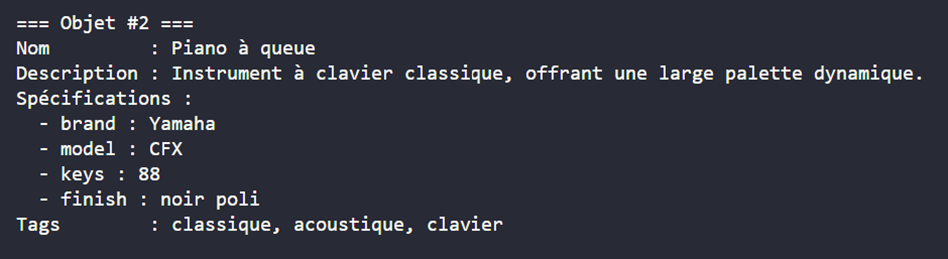 === Objet #2 ===
Nom         : Piano à queue
Description : Instrument à clavier classique, offrant une large palette dynamique.
Spécifications :
  - brand : Yamaha
  - model : CFX
  - keys : 88
  - finish : noir poli
Tags        : classique, acoustique, clavier